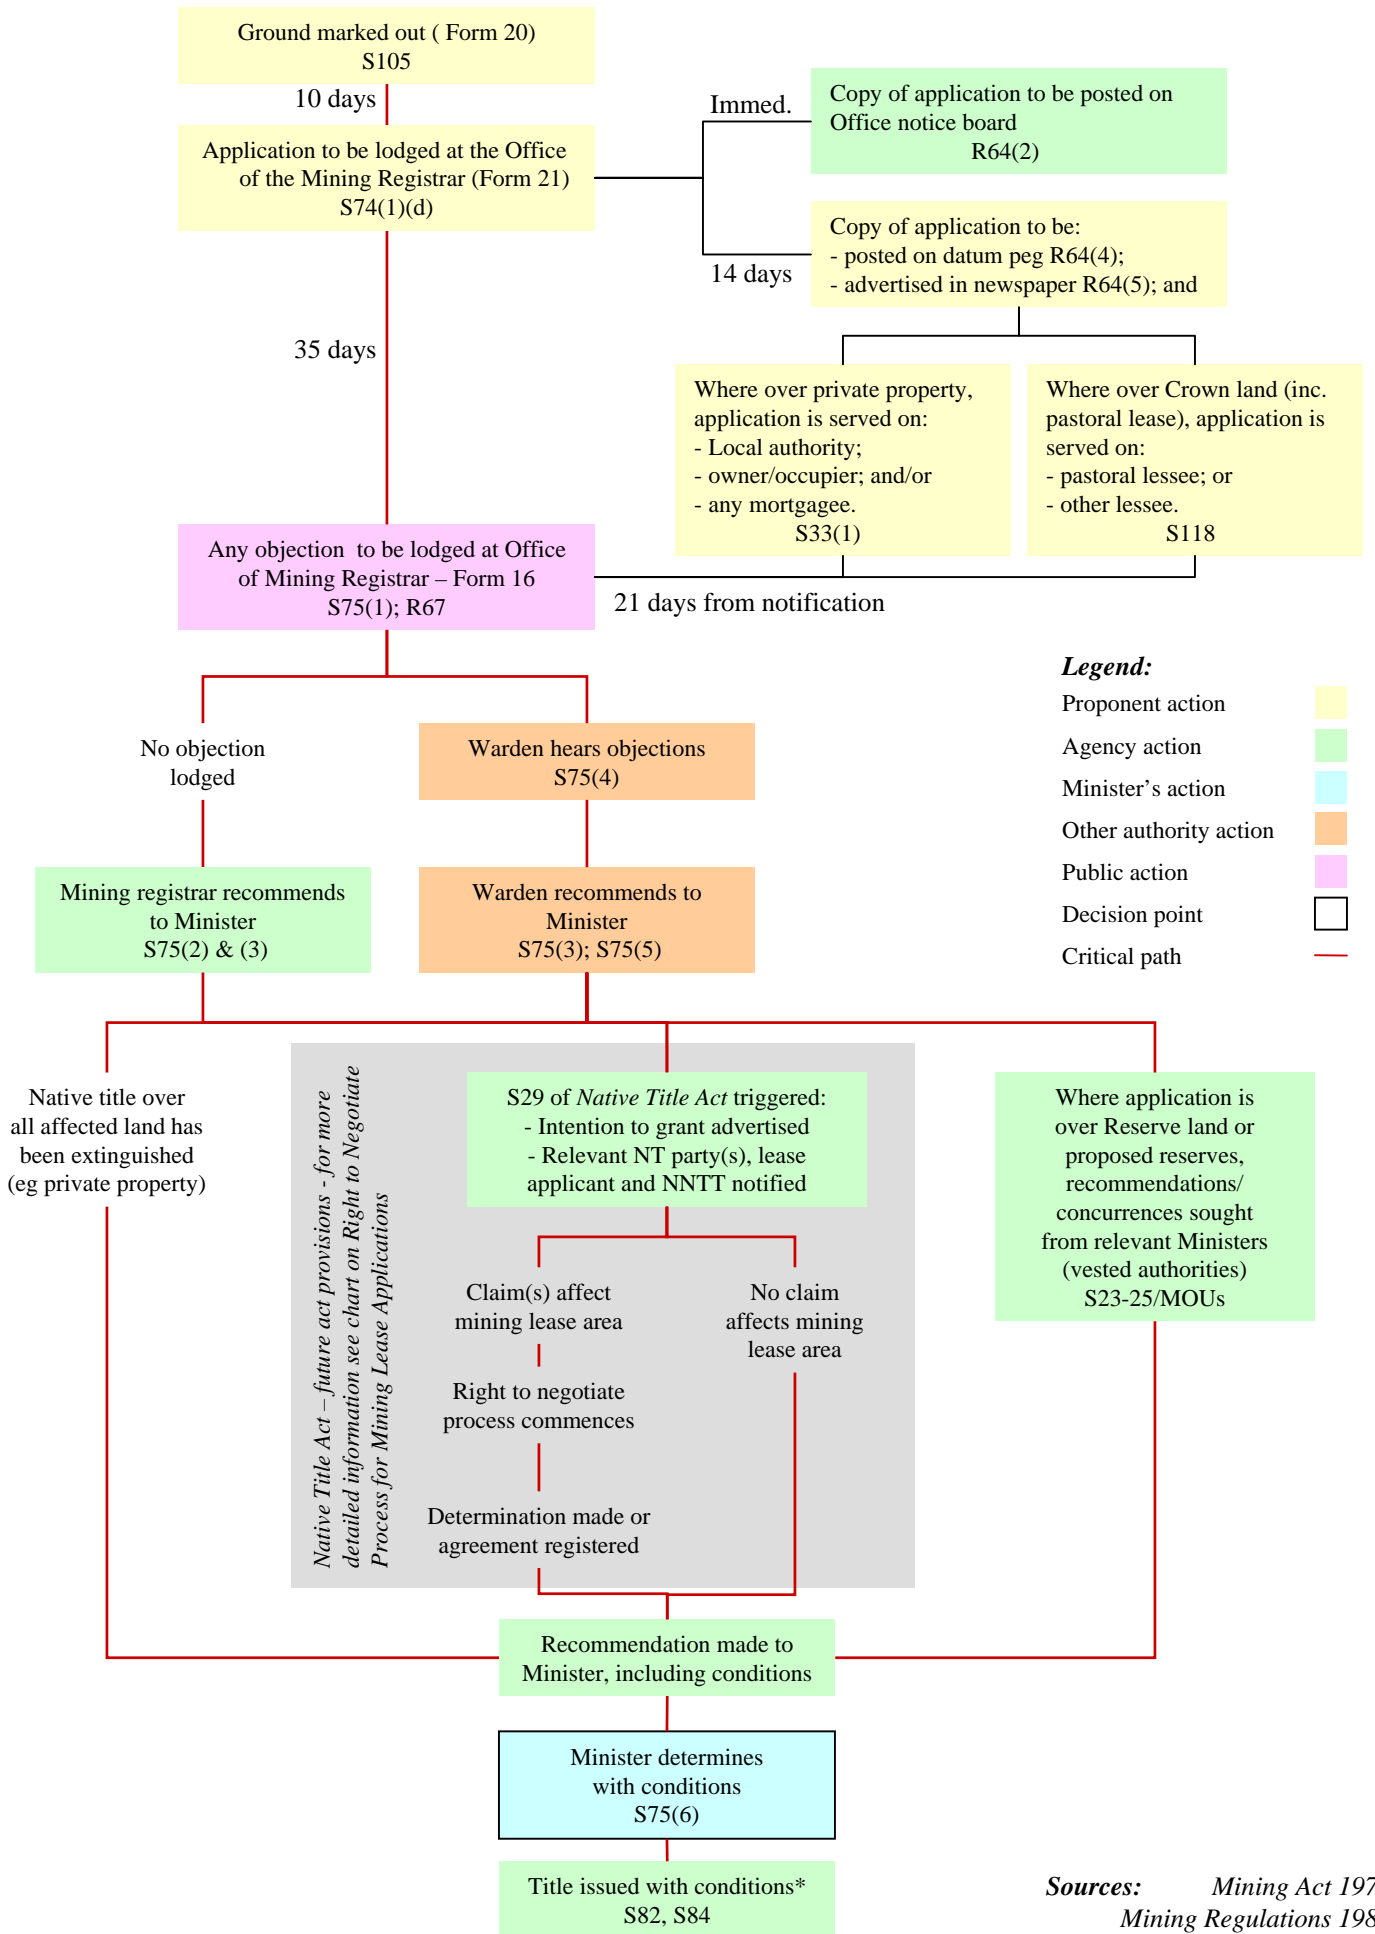 Ground marked out ( Form 20)
S105
10 days
Application to be lodged at the Office
of the Mining Registrar (Form 21)
S74(1)(d)
Immed.
Copy of application to be posted on
Office notice board
R64(2)
14 days
Copy of application to be:
- posted on datum peg R64(4);
- advertised in newspaper R64(5); and
35 days
Where over private property,
application is served on:
- Local authority;
- owner/occupier; and/or
- any mortgagee.
S33(1)
Where over Crown land (inc.
pastoral lease), application is
served on:
- pastoral lessee; or
- other lessee.
S118
Any objection  to be lodged at Office
of Mining Registrar – Form 16
S75(1); R67
21 days from notification
Legend:
Proponent action
Agency action
Minister’s action
Other authority action
Public action
Decision point
Critical path
No objection
lodged
Warden hears objections
S75(4)
Mining registrar recommends
to Minister
S75(2) & (3)
Warden recommends to
Minister
S75(3); S75(5)
Native title over
all affected land has
been extinguished
(eg private property)
Native Title Act – future act provisions - for more
detailed information see chart on Right to Negotiate
Process for Mining Lease Applications
S29 of Native Title Act triggered:
- Intention to grant advertised
- Relevant NT party(s), lease
applicant and NNTT notified
Claim(s) affect
mining lease area
No claim
affects mining
lease area
Right to negotiate
process commences
Determination made or
agreement registered
Where application is
over Reserve land or
proposed reserves,
recommendations/
concurrences sought
from relevant Ministers
(vested authorities)
S23-25/MOUs
Recommendation made to
Minister, including conditions
Minister determines
with conditions
S75(6)
Title issued with conditions*
S82, S84
Sources: Mining Act 197
Mining Regulations 198